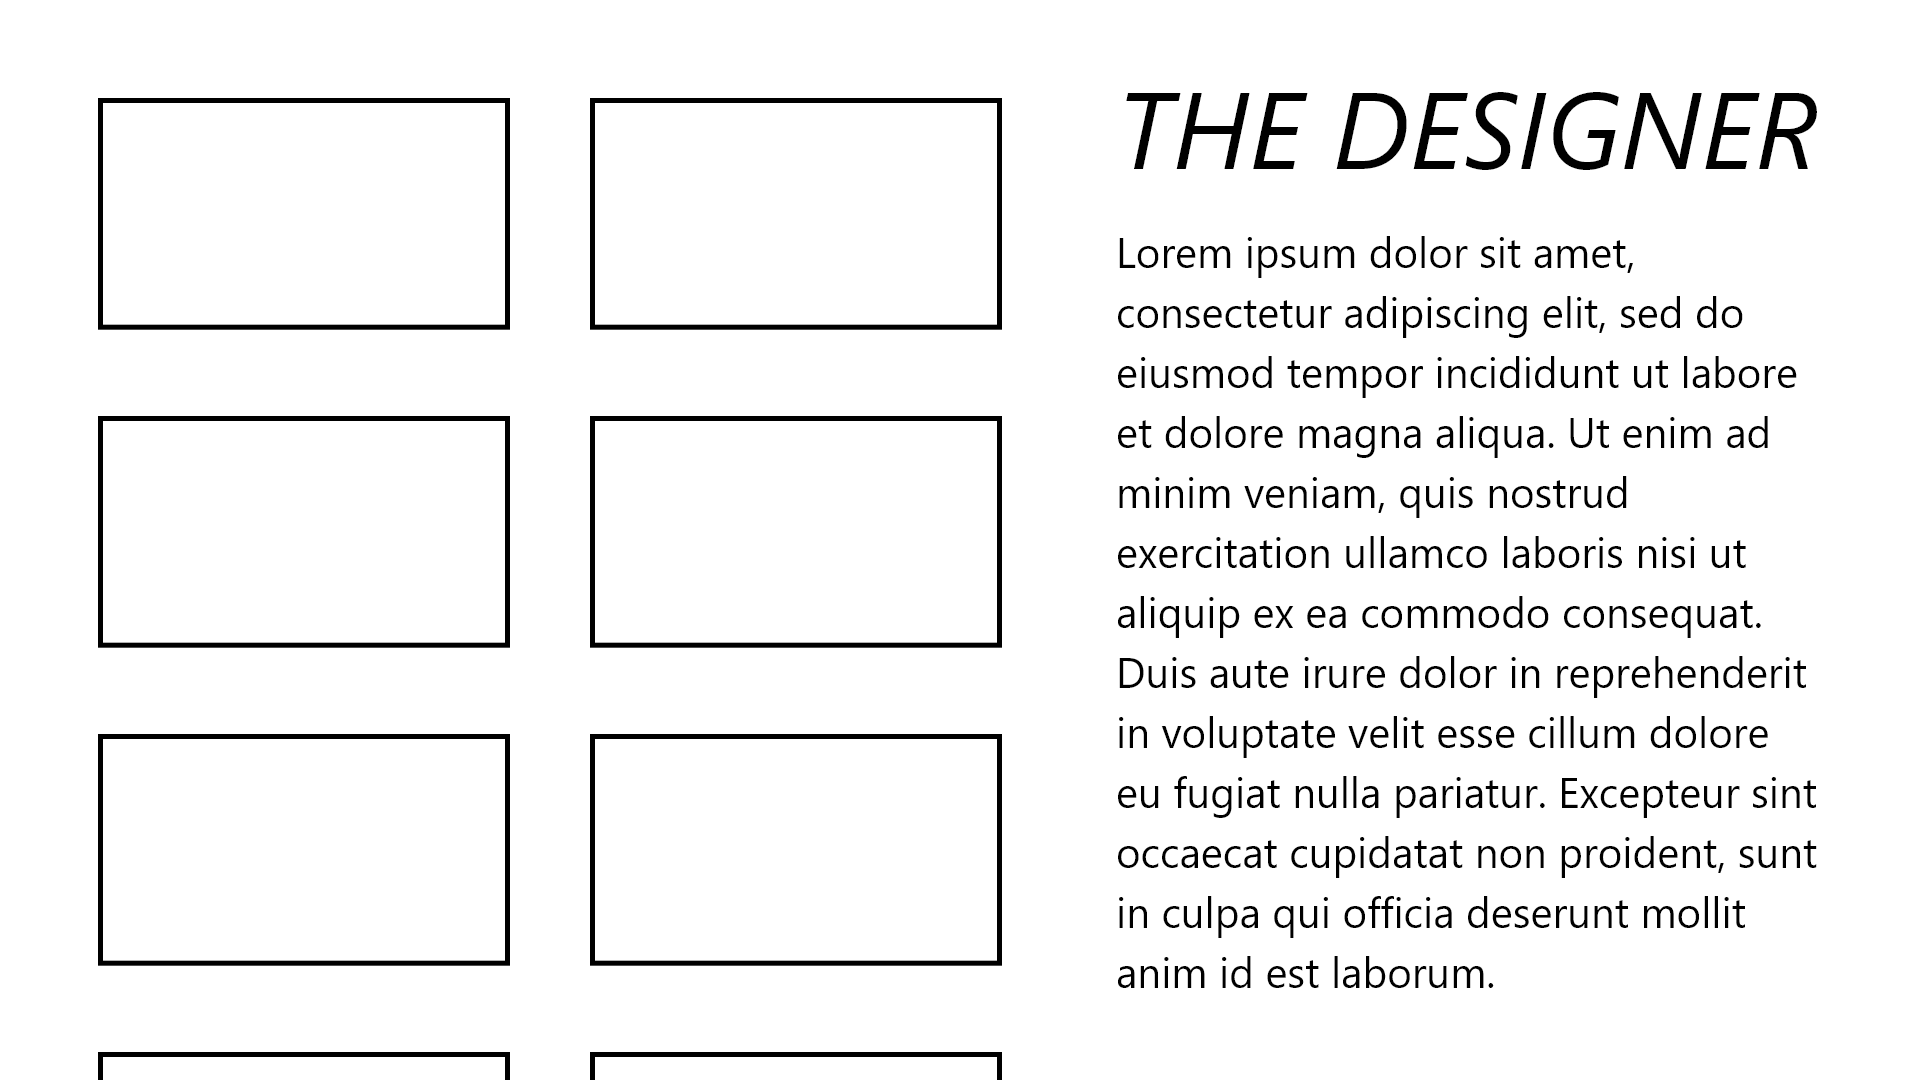 THE DESIGNER
Lorem ipsum dolor sit amet,
consectetur adipiscing elit, sed do
eiusmod tempor incididunt ut labore
et dolore magna aliqua. Ut enim ad
minim veniam, quis nostrud
exercitation ullamco laboris nisi ut
aliquip ex ea commodo consequat.
Duis aute irure dolor in reprehenderit
in voluptate velit esse cillum dolore
eu fugiat nulla pariatur. Excepteur sint
occaecat cupidatat non proident, sunt
in culpa qui officia deserunt mollit
anim id est laborum.